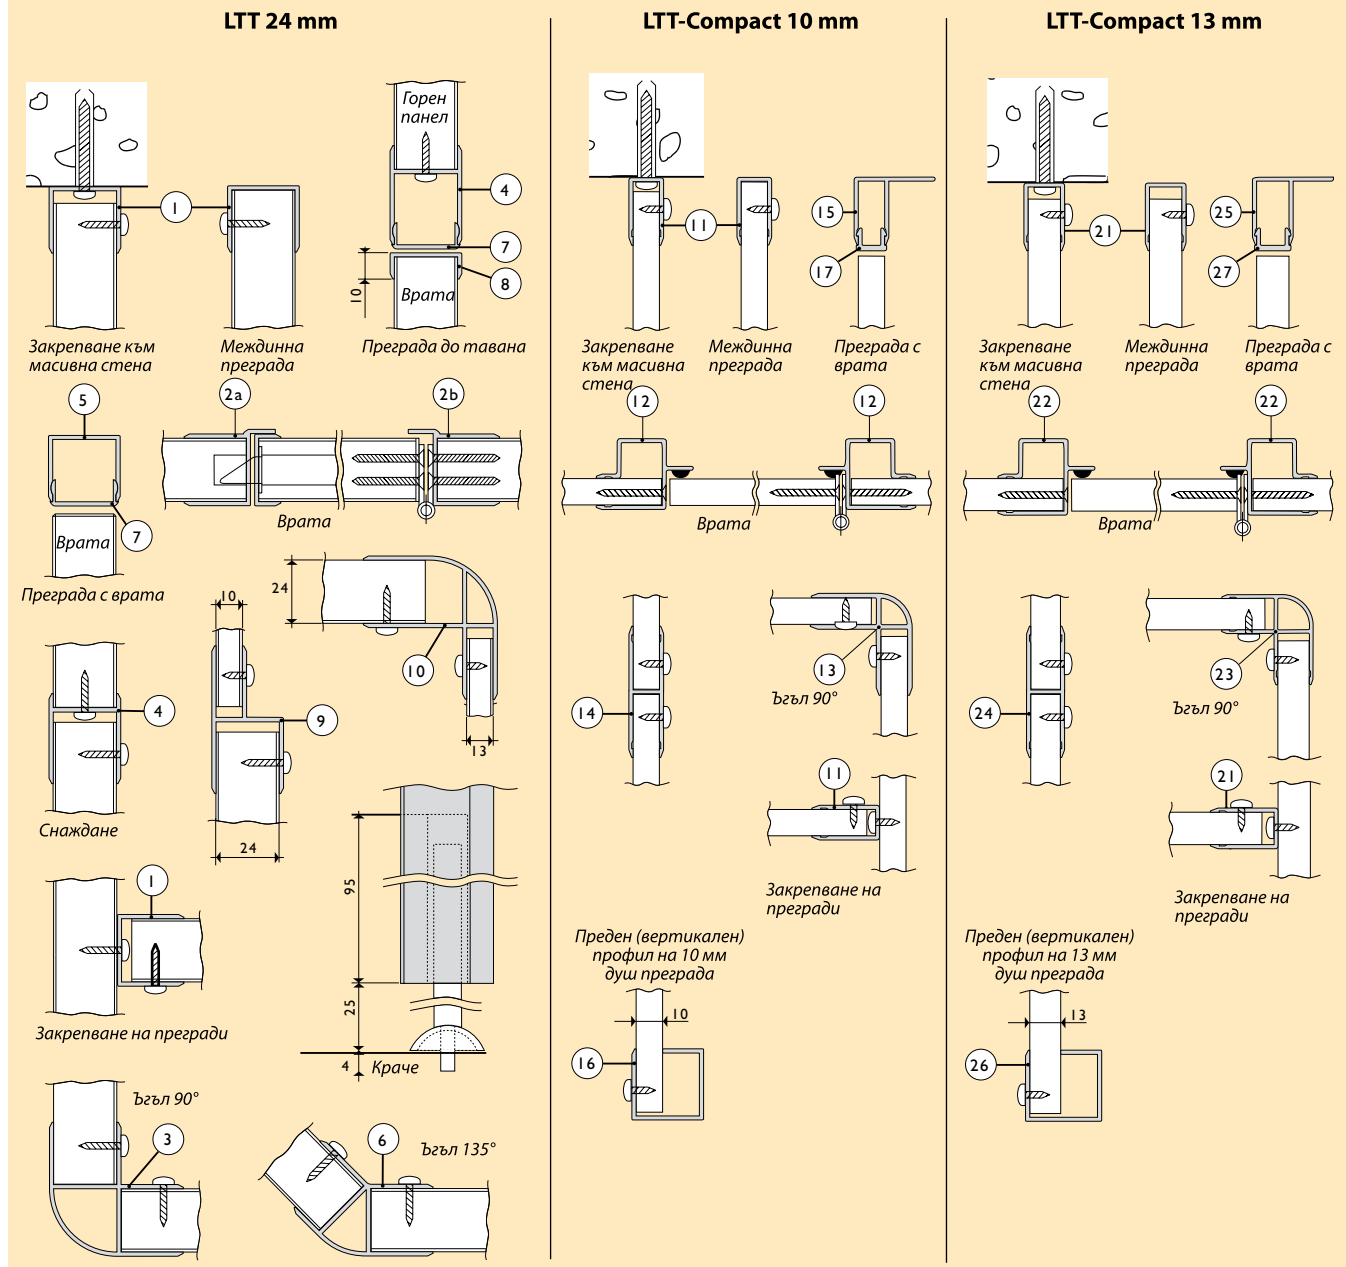 LTT 24 mm
Горен
панел
1
4
7
8
10
Врата
Закрепване към
масивна стена
Междинна
преграда
Преграда до тавана
5
2a
2b
7
Врата
Врата
Преграда с врата
10
24
10
13
4
9
Снаждане
24
1
95
25
4
Краче
Закрепване на прегради
Ъгъл 90°
3
6
Ъгъл 135°
LTT-Compact 10 mm
11
15
17
Закрепване
към масивна
стена
Междинна
преграда
Преграда с
врата
12
12
Врата
14
13
Ъгъл 90°
11
Закрепване на
прегради
Преден (вертикален)
профил на 10 мм
душ преграда
10
16
LTT-Compact 13 mm
21
25
27
Закрепване
към масивна
стена
Междинна
преграда
Преграда с
врата
22
22
Врата
24
23
Ъгъл 90°
21
Закрепване на
прегради
Преден (вертикален)
профил на 13 мм
душ преграда
13
26